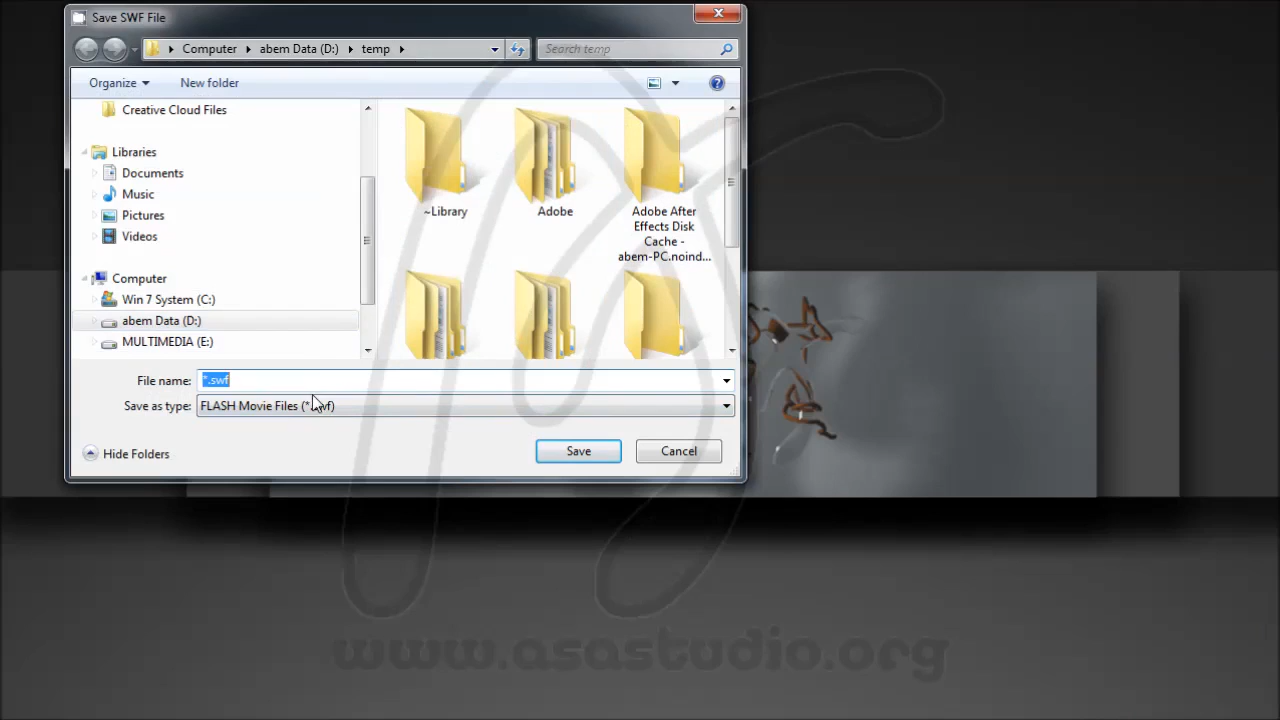 Save SWF File
Computer
abem Data (D:)
temp
Search temp
Organize
New folder
Creative Cloud Files
Libraries
Documents
Music
Pictures
Videos
Computer
Win 7 System (C:)
abem Data (D:)
MULTIMEDIA (E:)
~Library
Adobe
Adobe After
Effects Disk
Cache -
abem-PC.noind...
File name: *.swf
Save as type: FLASH Movie Files (*.swf)
Hide Folders
Save
Cancel
www.asastudio.org